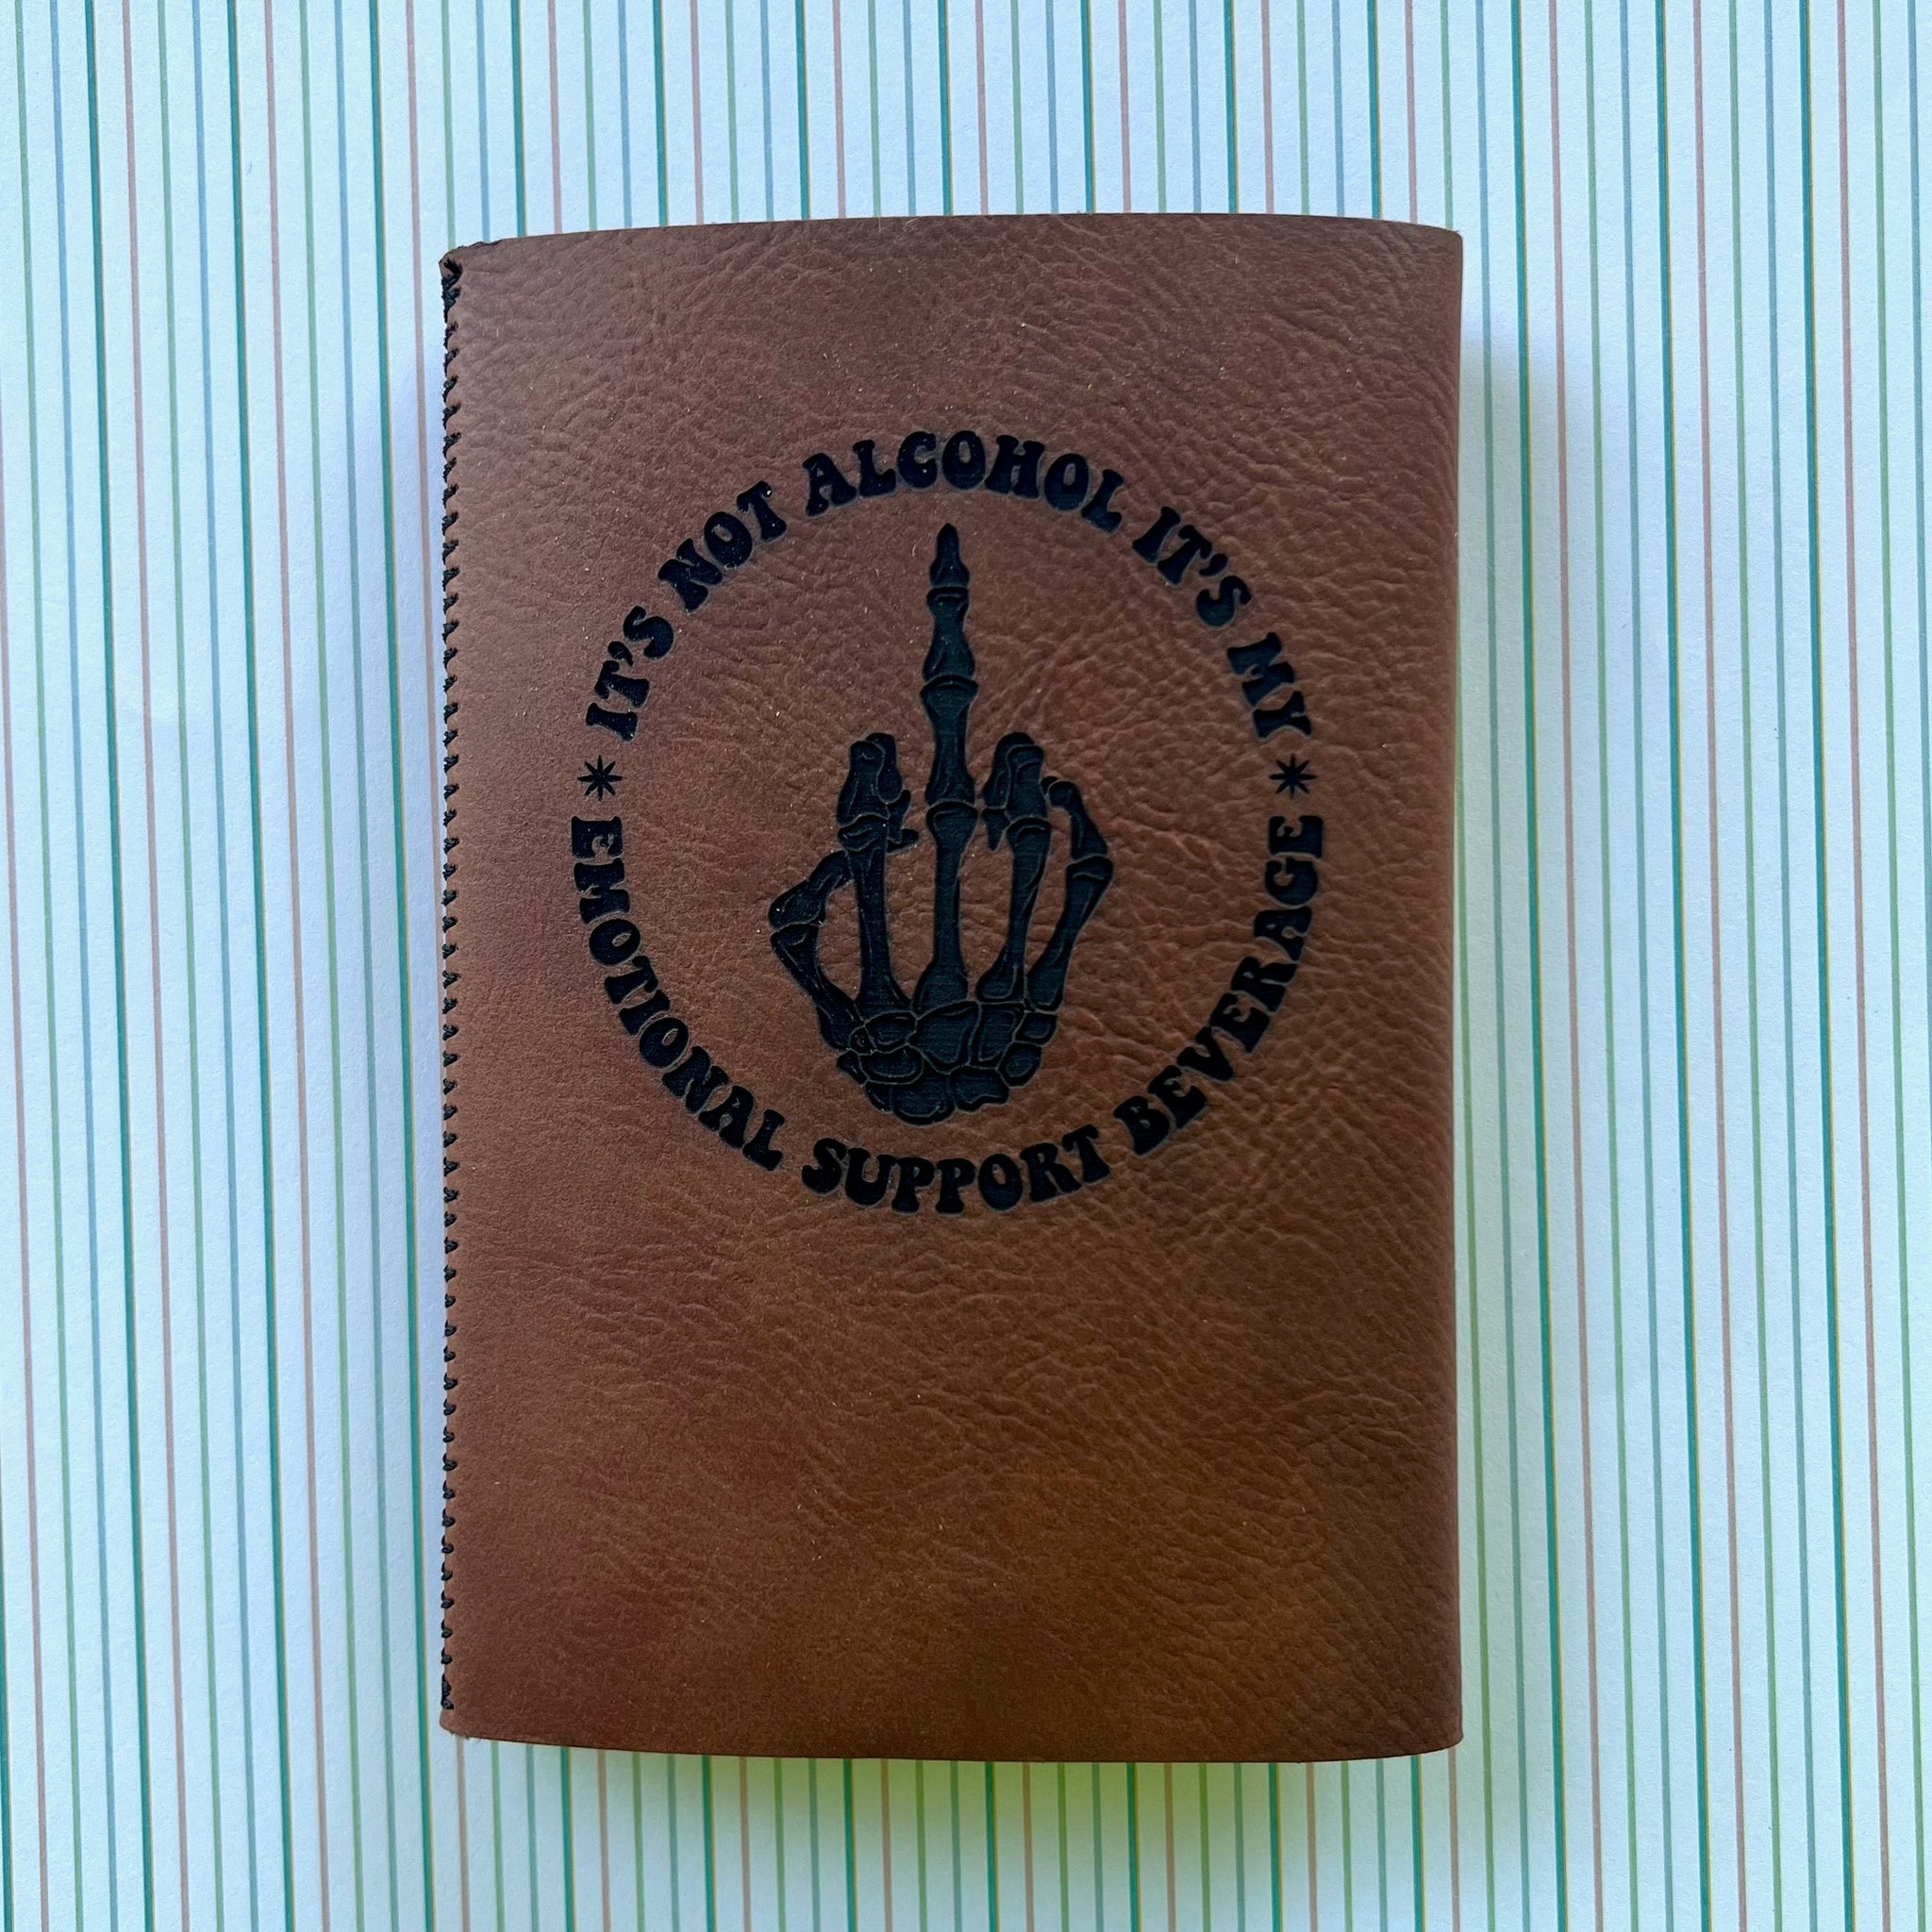 IT'S NOT ALCOHOL IT'S MY
EMOTIONAL SUPPORT BEVERAGE